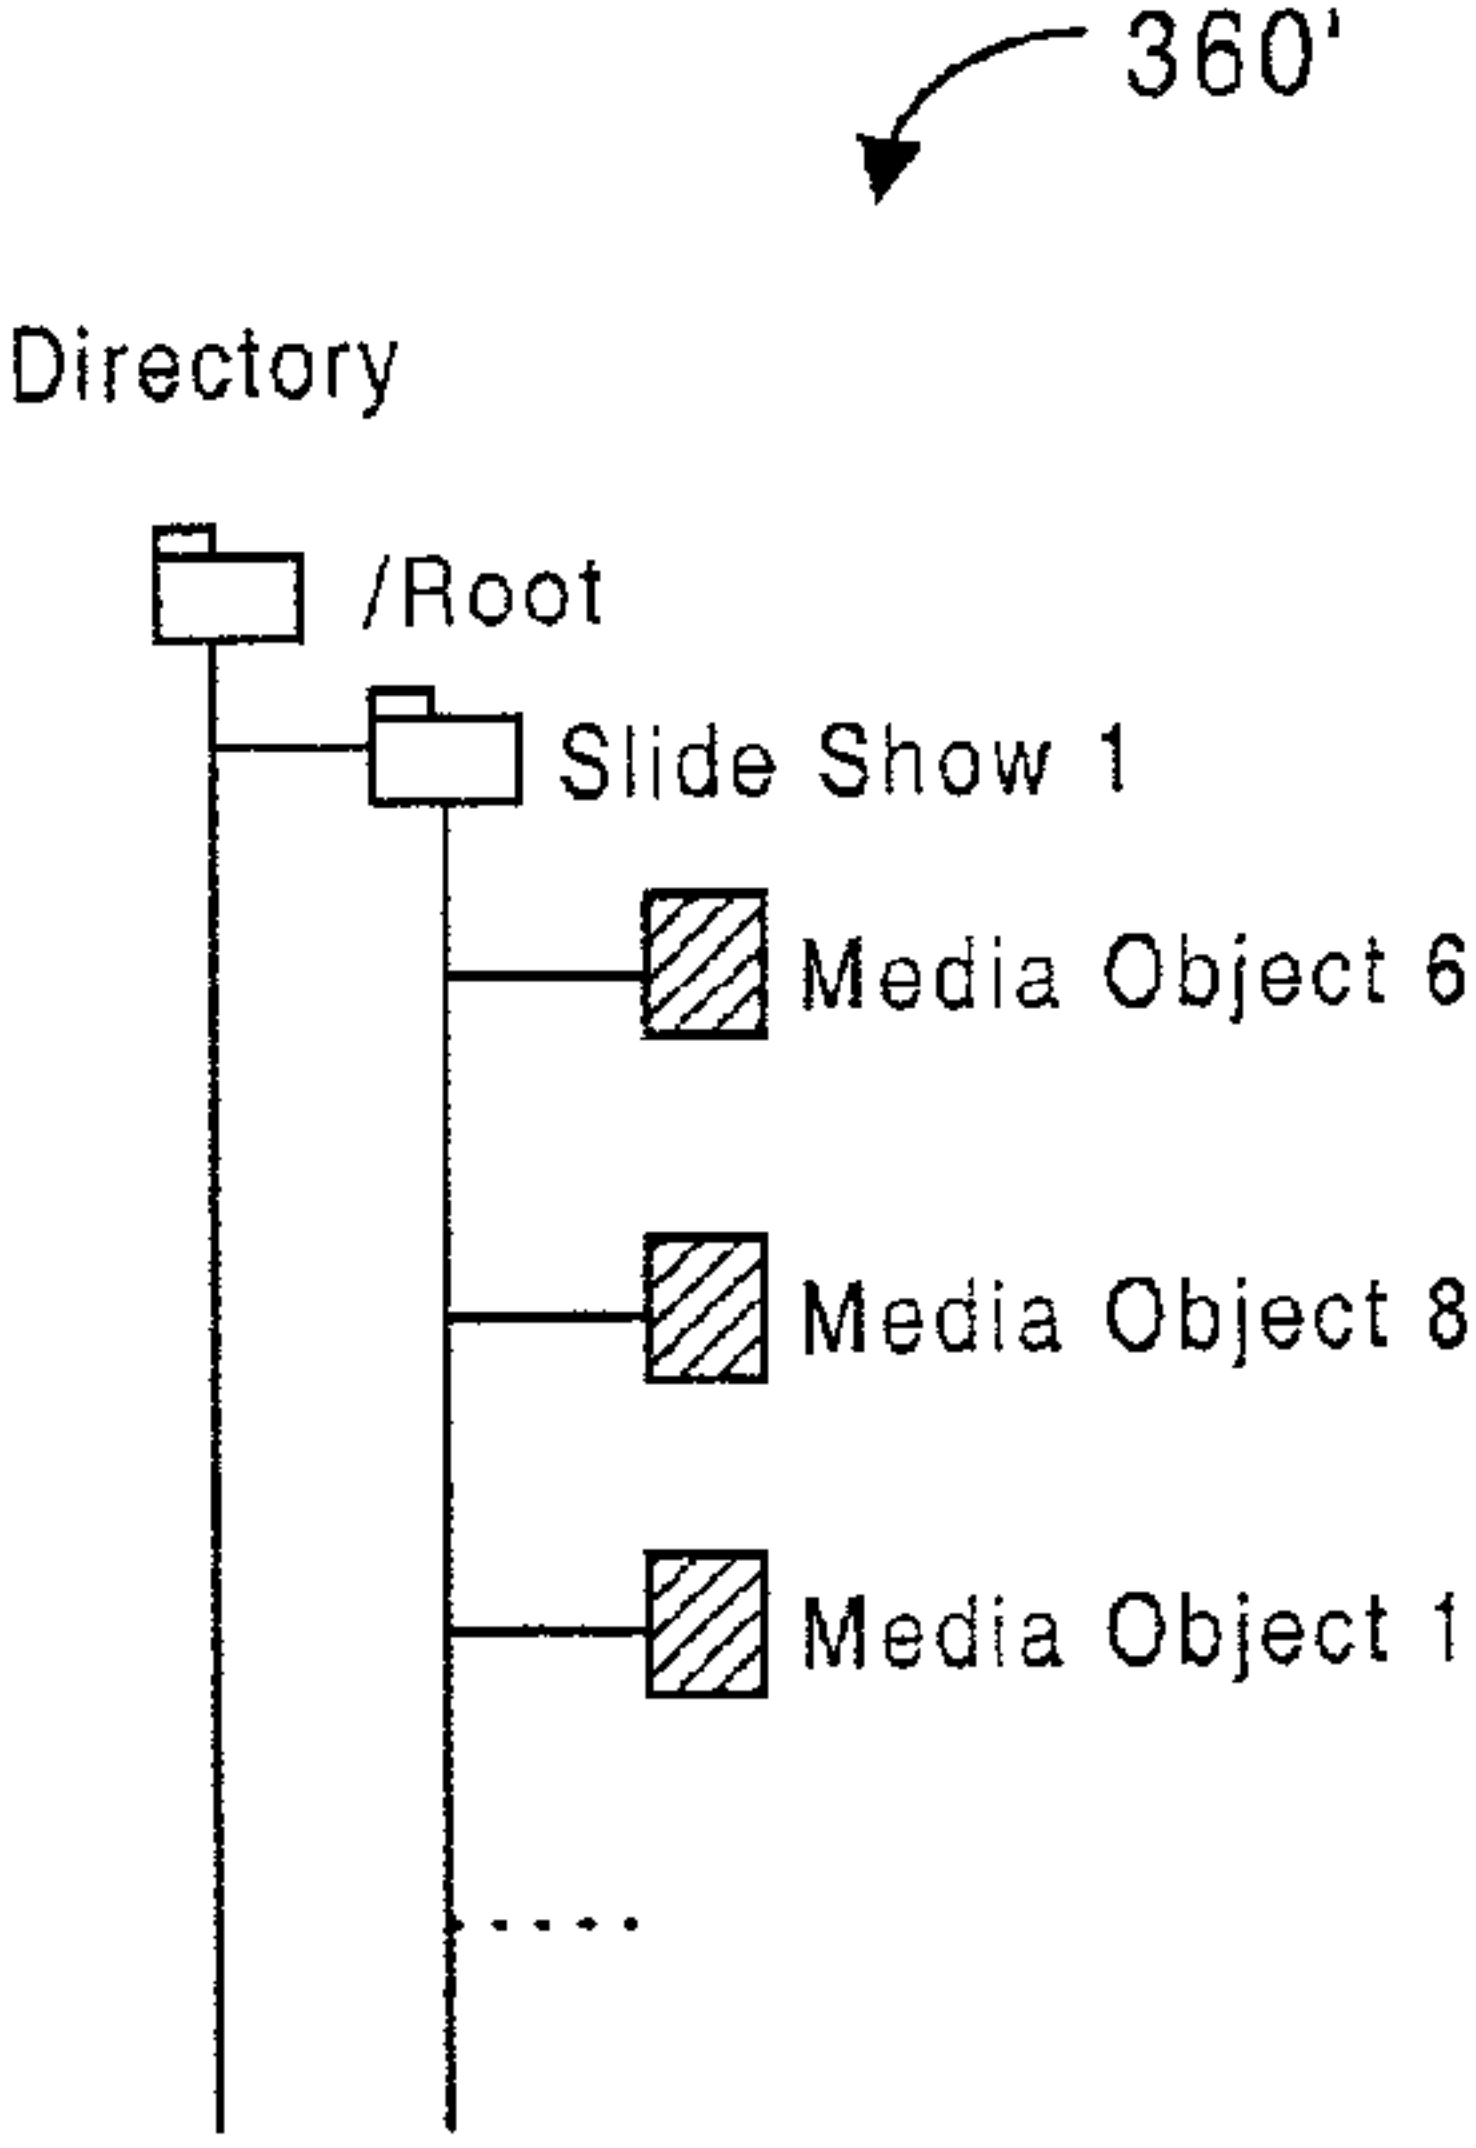 360'
Directory
/Root
Slide Show 1
Media Object 6
Media Object 8
Media Object 1